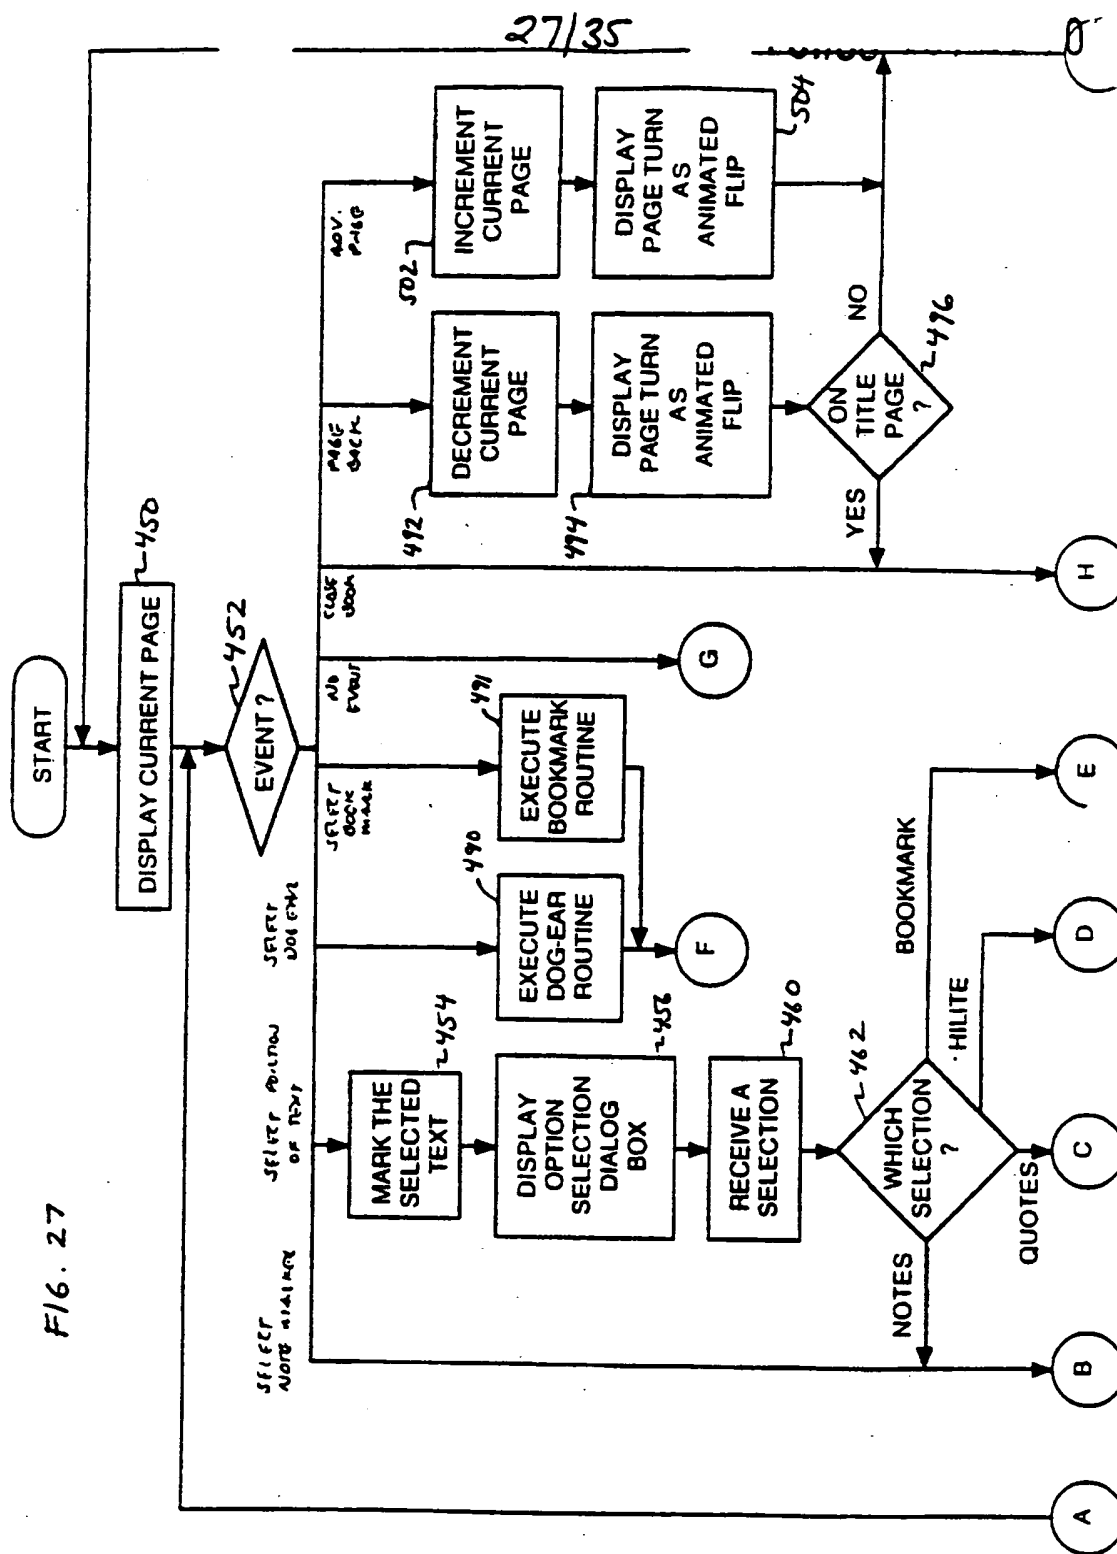 27/35
FIG. 27
START
DISPLAY CURRENT PAGE
450
EVENT ?
452
SELECT
NOTE MARKER
SELECT PORTION
OF TEXT
SELECT
DOG EAR
SELECT
BOOK
MARK
NO
EVENT
CLOSE
BOOK
PAGE
BACK
ADV.
PAGE
MARK THE
SELECTED
TEXT
454
DISPLAY
OPTION
SELECTION
DIALOG
BOX
456
RECEIVE A
SELECTION
460
WHICH
SELECTION
?
462
NOTES
QUOTES
HILITE
BOOKMARK
EXECUTE
DOG-EAR
ROUTINE
490
EXECUTE
BOOKMARK
ROUTINE
491
DECREMENT
CURRENT
PAGE
492
DISPLAY
PAGE TURN
AS
ANIMATED
FLIP
494
ON
TITLE
PAGE
?
496
YES
NO
INCREMENT
CURRENT
PAGE
502
DISPLAY
PAGE TURN
AS
ANIMATED
FLIP
504
F
G
A
B
C
D
E
H